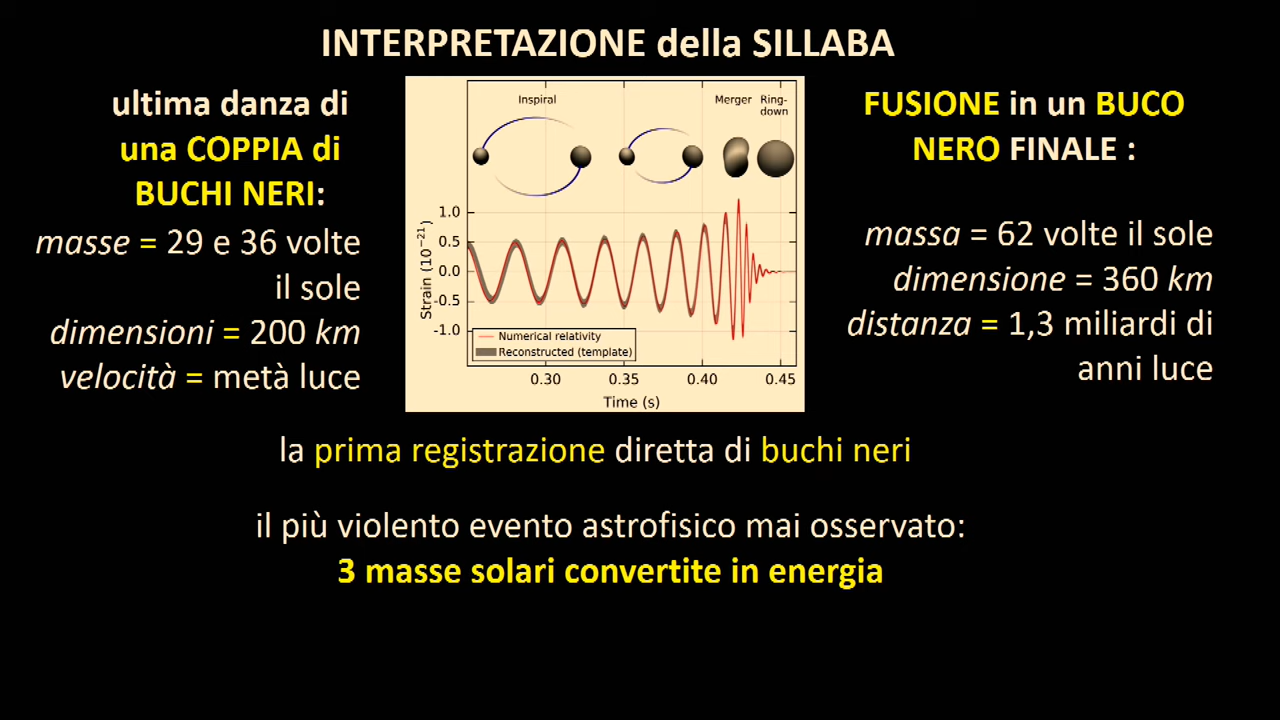 INTERPRETAZIONE della SILLABA
ultima danza di
una COPPIA di
BUCHI NERI:
masse = 29 e 36 volte
il sole
dimensioni = 200 km
velocità = metà luce
Inspiral
Merger
Ring-
down
Strain (10⁻²¹)
1.0
0.5
0.0
-0.5
-1.0
Numerical relativity
Reconstructed (template)
0.30 0.35 0.40 0.45
Time (s)
FUSIONE in un BUCO
NERO FINALE :
massa = 62 volte il sole
dimensione = 360 km
distanza = 1,3 miliardi di
anni luce
la prima registrazione diretta di buchi neri
il più violento evento astrofisico mai osservato:
3 masse solari convertite in energia